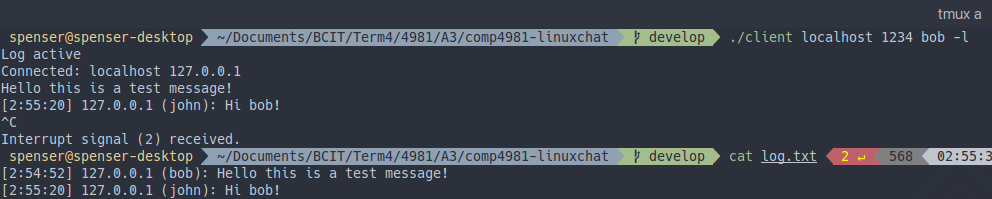 tmux a
spenser@spenser-desktop ~/Documents/BCIT/Term4/4981/A3/comp4981-linuxchat develop ./client localhost 1234 bob -l
Log active
Connected: localhost 127.0.0.1
Hello this is a test message!
[2:55:20] 127.0.0.1 (john): Hi bob!
^C
Interrupt signal (2) received.
spenser@spenser-desktop ~/Documents/BCIT/Term4/4981/A3/comp4981-linuxchat develop cat log.txt 2 ↵ 568 02:55:3
[2:54:52] 127.0.0.1 (bob): Hello this is a test message!
[2:55:20] 127.0.0.1 (john): Hi bob!